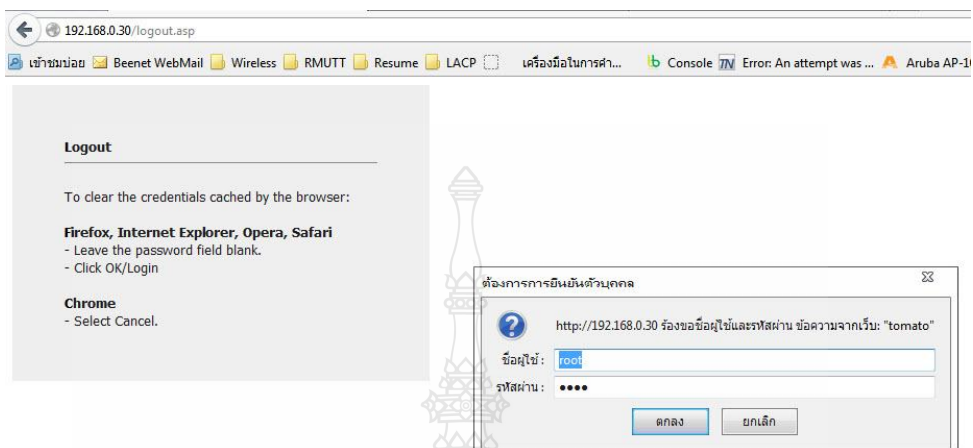 192.168.0.30/logout.asp
เข้าชมบ่อย Beenet WebMail Wireless RMUTT Resume LACP เครื่องมือในการค้า... Console TN Error: An attempt was ... Aruba AP-1
Logout
To clear the credentials cached by the browser:
Firefox, Internet Explorer, Opera, Safari
- Leave the password field blank.
- Click OK/Login
Chrome
- Select Cancel.
ต้องการการยืนยันตัวบุคคล
http://192.168.0.30 ร้องขอชื่อผู้ใช้และรหัสผ่าน ข้อความจากเว็บ: "tomato"
ชื่อผู้ใช้: root
รหัสผ่าน: ••••
ตกลง ยกเลิก